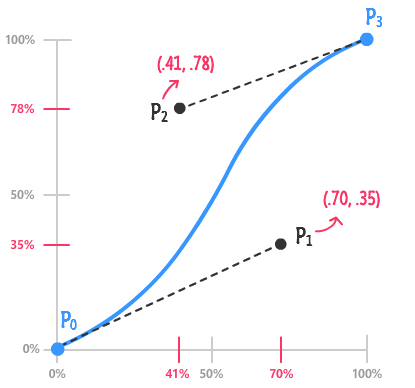 P3
100%
(.41, .78)
78%
P2
50%
(.70, .35)
35%
P1
P0
0%
0% 41% 50% 70% 100%